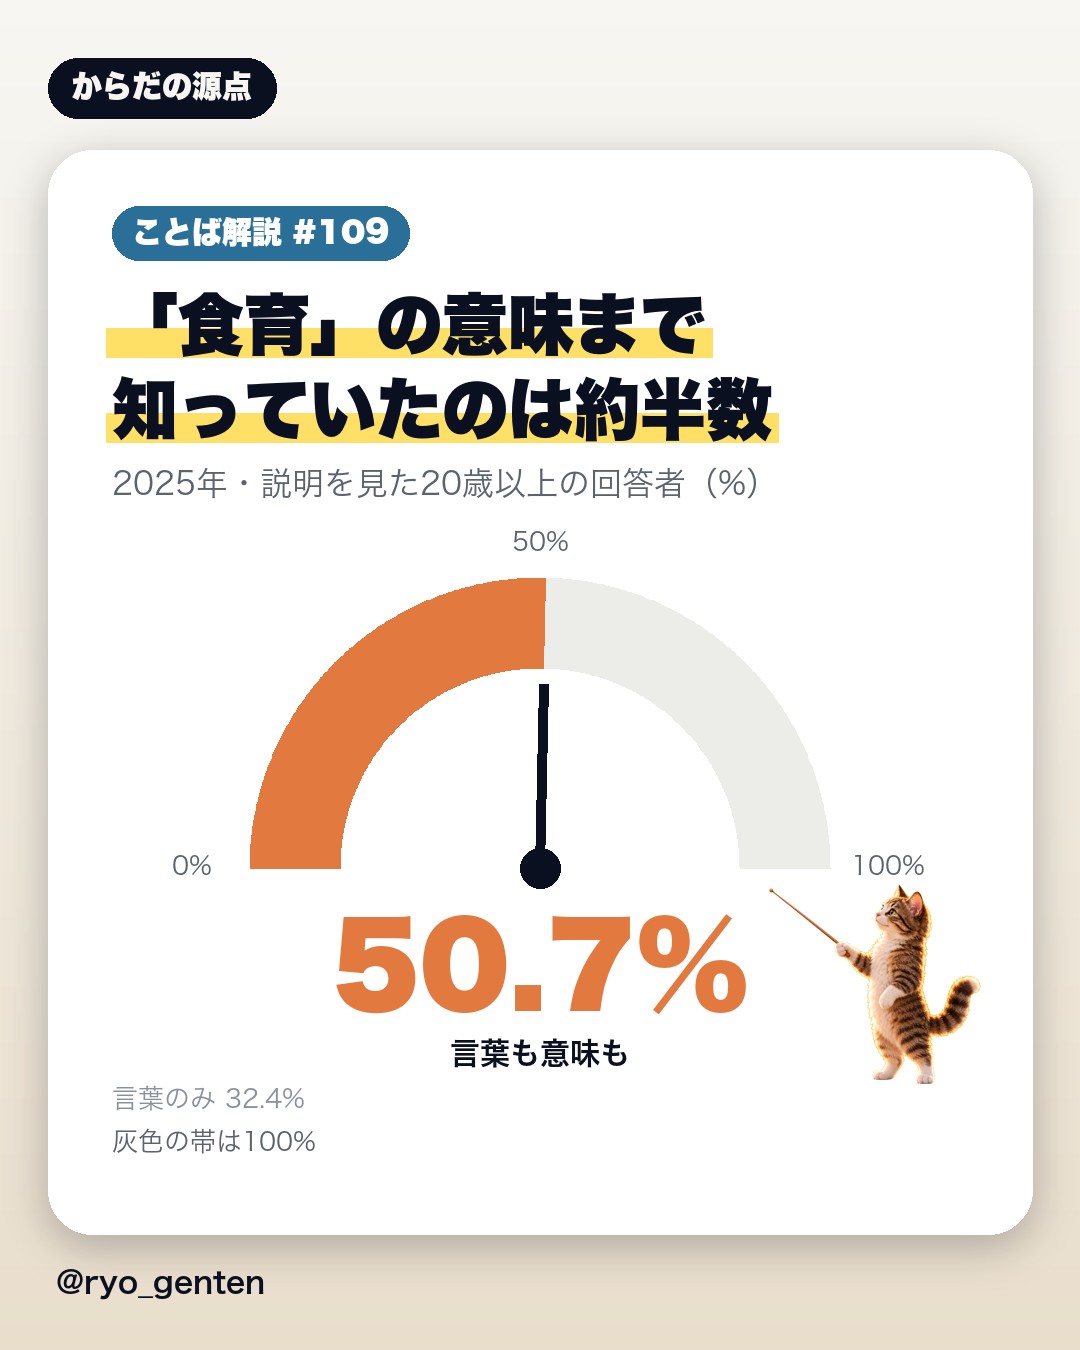 からだの源点
ことば解説 #109
「食育」の意味まで
知っていたのは約半数
2025年・説明を見た20歳以上の回答者（%）
50%
0%
100%
50.7%
言葉も意味も
言葉のみ 32.4%
灰色の帯は100%
@ryo_genten